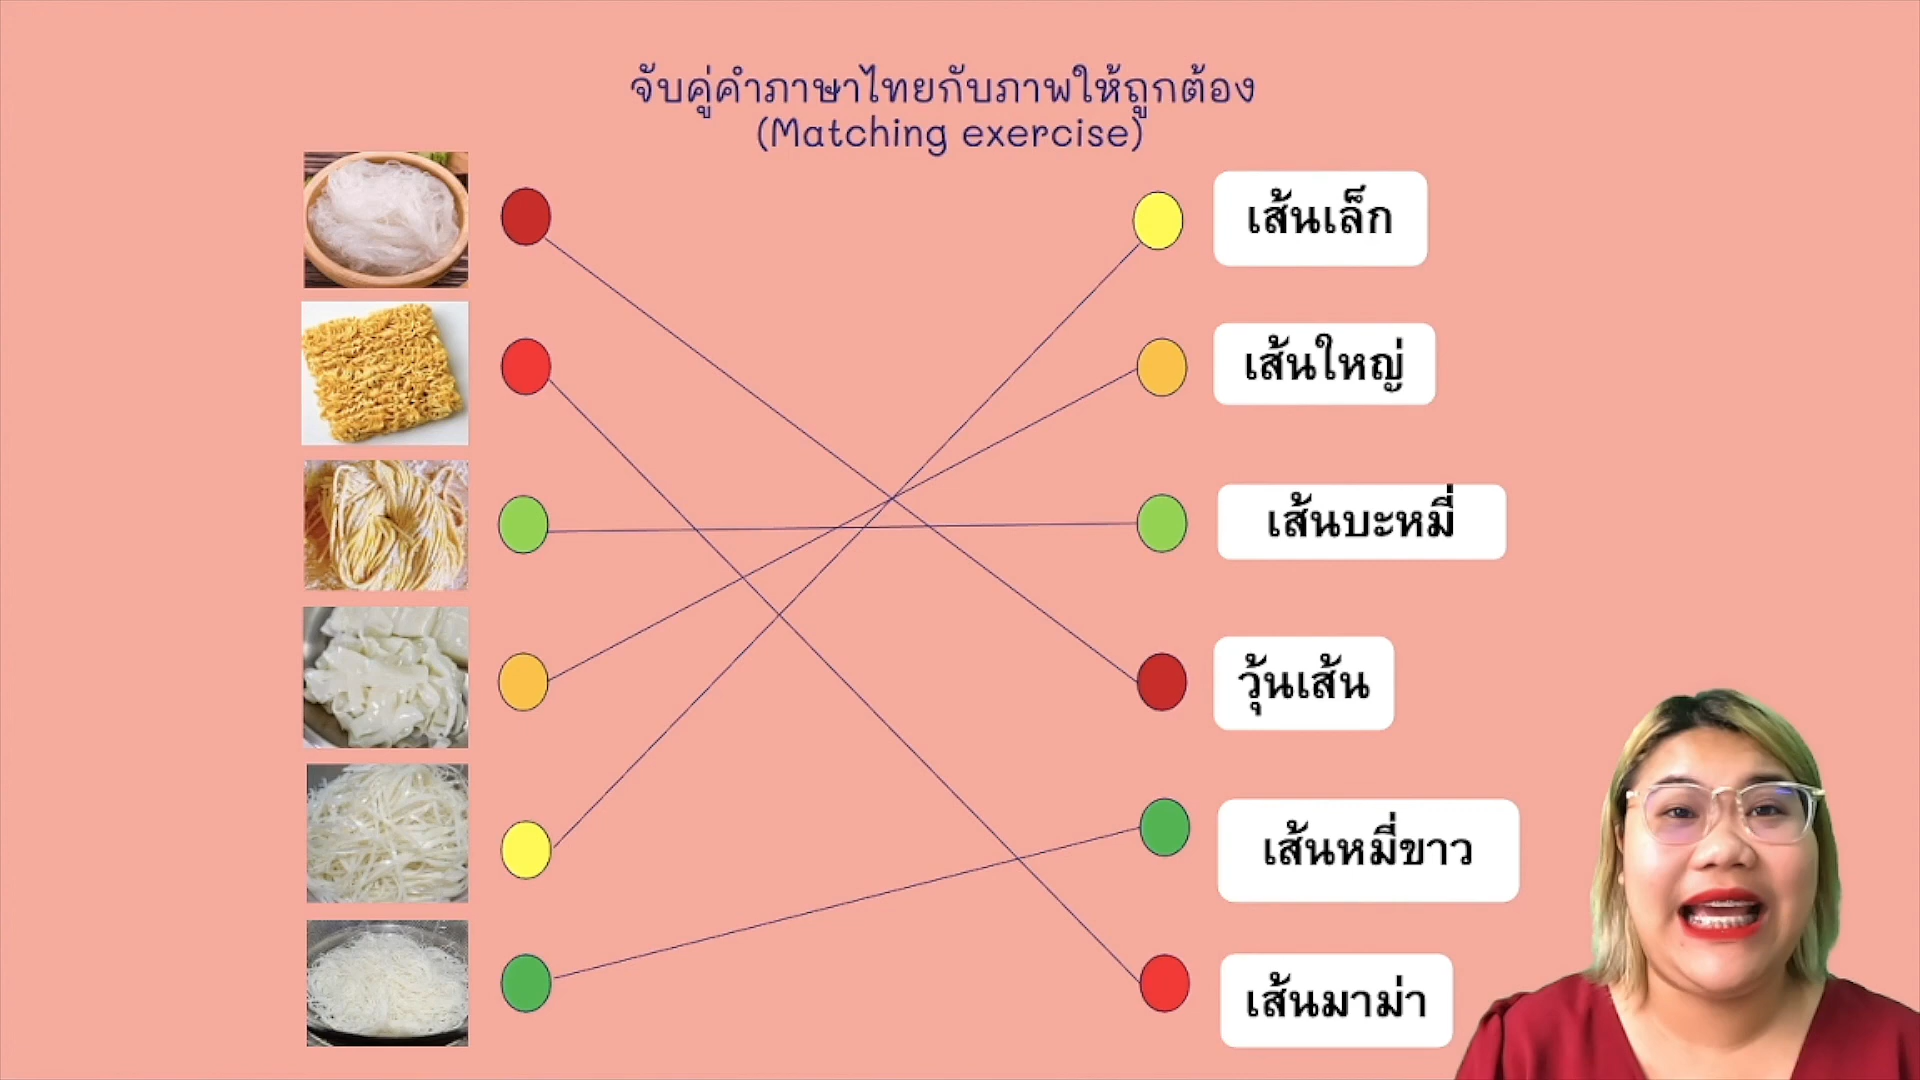 จับคู่คำภาษาไทยกับภาพให้ถูกต้อง
(Matching exercise)
เส้นเล็ก
เส้นใหญ่
เส้นบะหมี่
วุ้นเส้น
เส้นหมี่ขาว
เส้นมาม่า